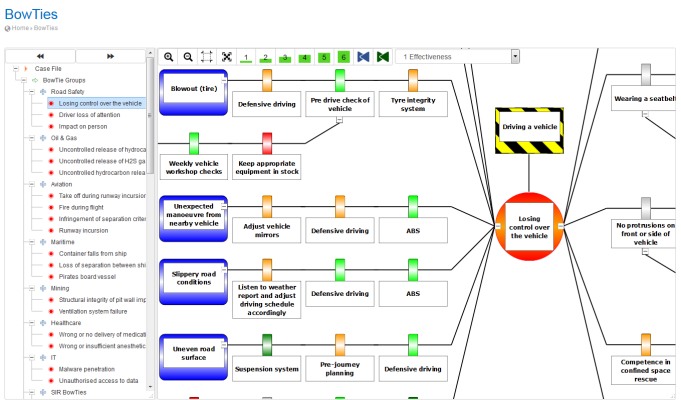 BowTies
Home › BowTies
Case File
BowTie Groups
Road Safety
Losing control over the vehicle
Driver loss of attention
Impact on person
Oil & Gas
Uncontrolled release of hydroca
Uncontrolled release of H2S ga
Uncontrolled hydrocarbon relea
Aviation
Take off during runway incursion
Fire during flight
Infringement of separation criter
Runway incursion
Maritime
Container falls from ship
Loss of separation between shi
Pirates board vessel
Mining
Structural integrity of pit wall imp
Ventilation system failure
Healthcare
Wrong or no delivery of medicati
Wrong or insufficient anesthetic
IT
Malware penetration
Unauthorised access to data
SIR BowTies
1 2 3 4 5 6
1 Effectiveness
Blowout (tire)
Defensive driving
Pre drive check of
vehicle
Tyre integrity
system
Weekly vehicle
workshop checks
Keep appropriate
equipment in stock
Unexpected
manoeuvre from
nearby vehicle
Adjust vehicle
mirrors
Defensive driving
ABS
Slippery road
conditions
Listen to weather
report and adjust
driving schedule
accordingly
Defensive driving
ABS
Uneven road
surface
Suspension system
Pre-journey
planning
Defensive driving
Driving a vehicle
Losing
control over
the vehicle
Wearing a seatbelt
No protrusions on
front or side of
vehicle
Competence in
confined space
rescue